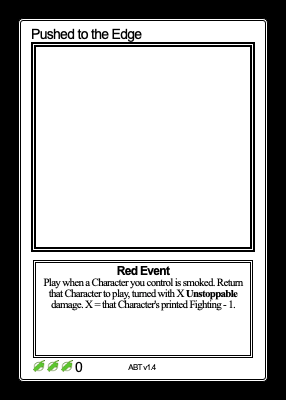 Pushed to the Edge
Red Event
Play when a Character you control is smoked. Return
that Character to play, turned with X Unstoppable
damage. X = that Character's printed Fighting - 1.
0
ABT v1.4